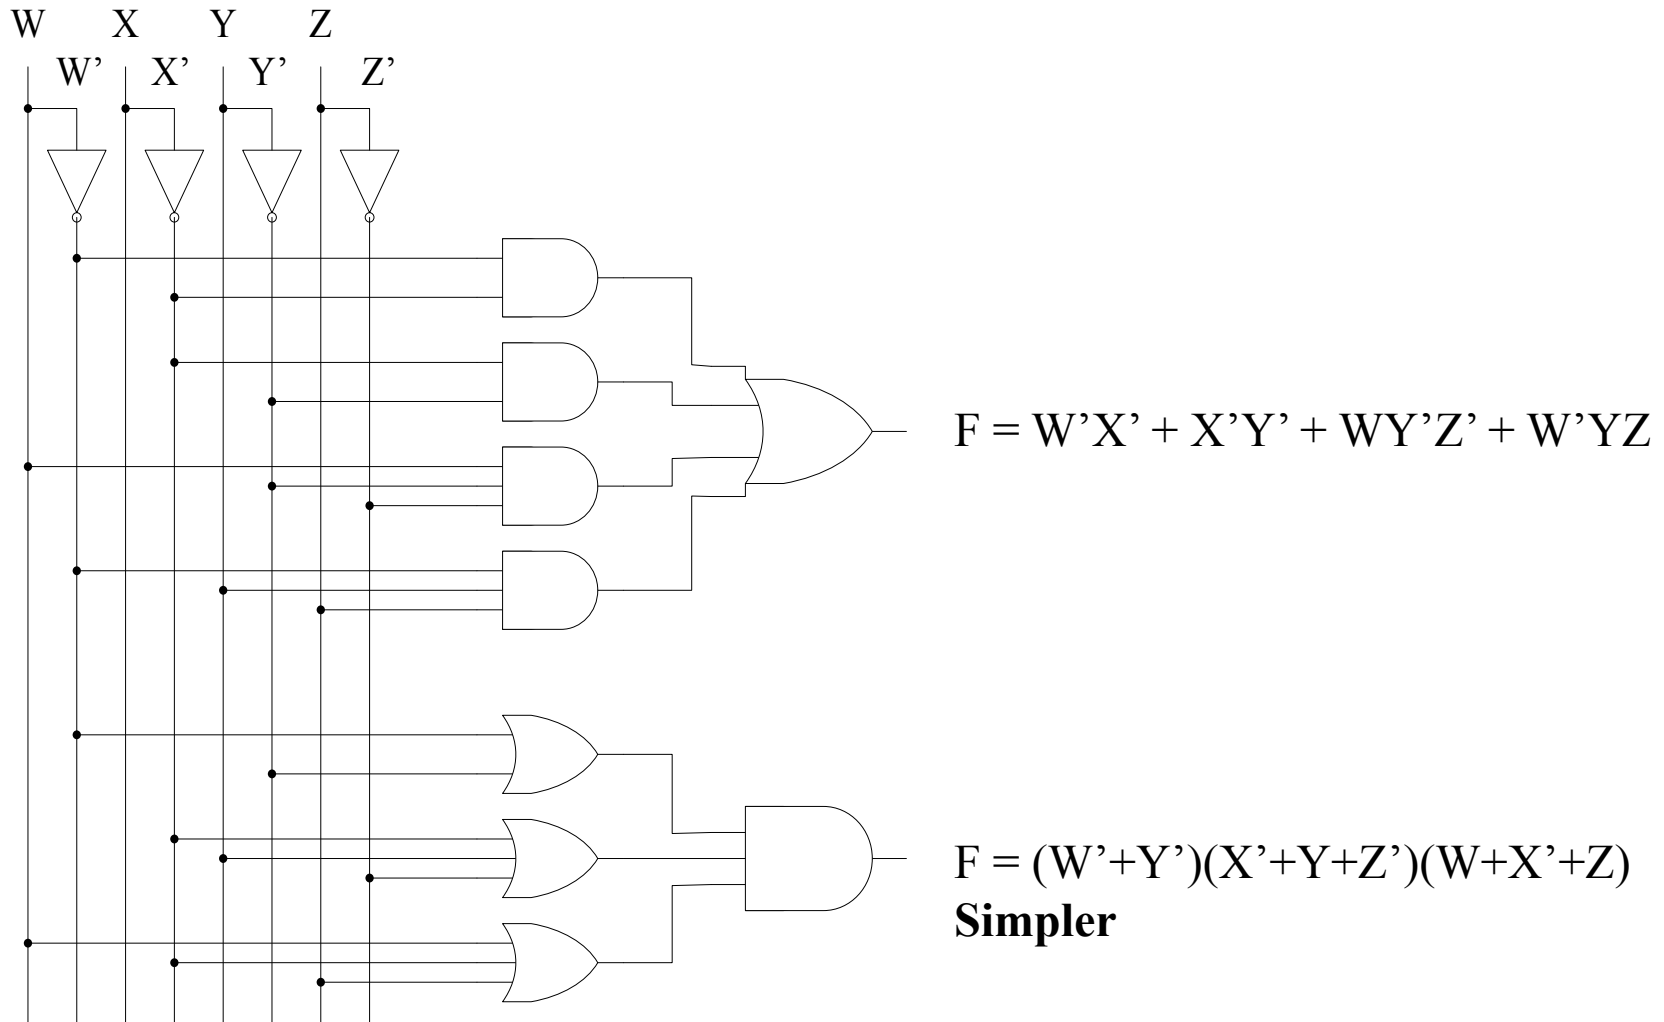 W X Y Z
W’ X’ Y’ Z’
F = W’X’ + X’Y’ + WY’Z’ + W’YZ
F = (W’+Y’)(X’+Y+Z’)(W+X’+Z)
Simpler